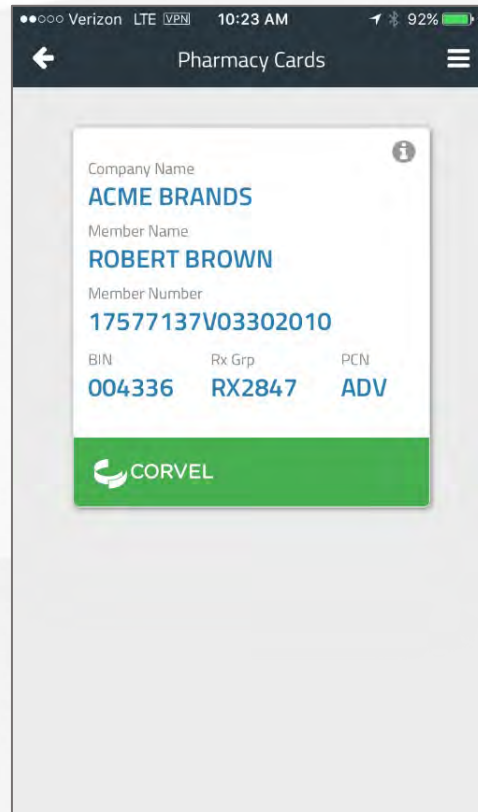 Verizon LTE VPN 10:23 AM 92%
Pharmacy Cards
Company Name
ACME BRANDS
Member Name
ROBERT BROWN
Member Number
17577137V03302010
BIN Rx Grp PCN
004336 RX2847 ADV
CORVEL